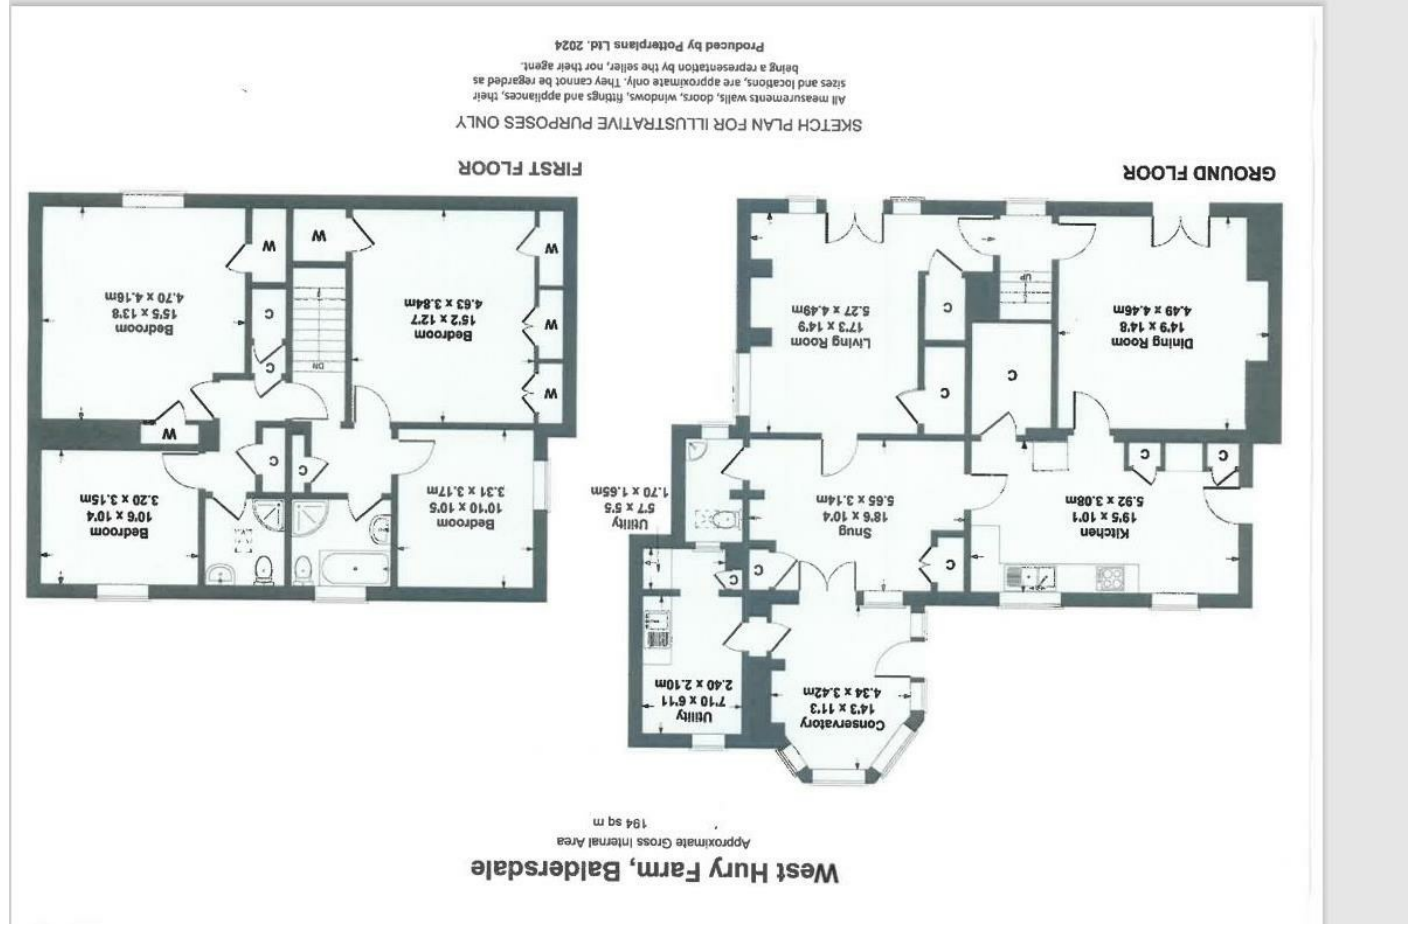 West Hury Farm, Baldersdale
Approximate Gross Internal Area
194 sq m
Conservatory
14'3 x 11'3
4.34 x 3.42m
Utility
7'10 x 6'11
2.40 x 2.10m
C
C
C
Kitchen
19'5 x 10'1
5.92 x 3.08m
C
C
Snug
18'6 x 10'4
5.65 x 3.14m
Utility
5'7 x 5'5
1.70 x 1.65m
C
C
C
Dining Room
14'9 x 14'8
4.49 x 4.46m
Living Room
17'3 x 14'9
5.27 x 4.49m
UP
GROUND FLOOR
Bedroom
10'10 x 10'5
3.31 x 3.17m
Bedroom
10'6 x 10'4
3.20 x 3.15m
C
C
W
W
W
W
Bedroom
15'2 x 12'7
4.63 x 3.84m
DN
C
C
Bedroom
15'5 x 13'8
4.70 x 4.16m
W
W
FIRST FLOOR
SKETCH PLAN FOR ILLUSTRATIVE PURPOSES ONLY
All measurements walls, doors, windows, fittings and appliances, their
sizes and locations, are approximate only. They cannot be regarded as
being a representation by the seller, nor their agent.
Produced by Potterplans Ltd. 2024